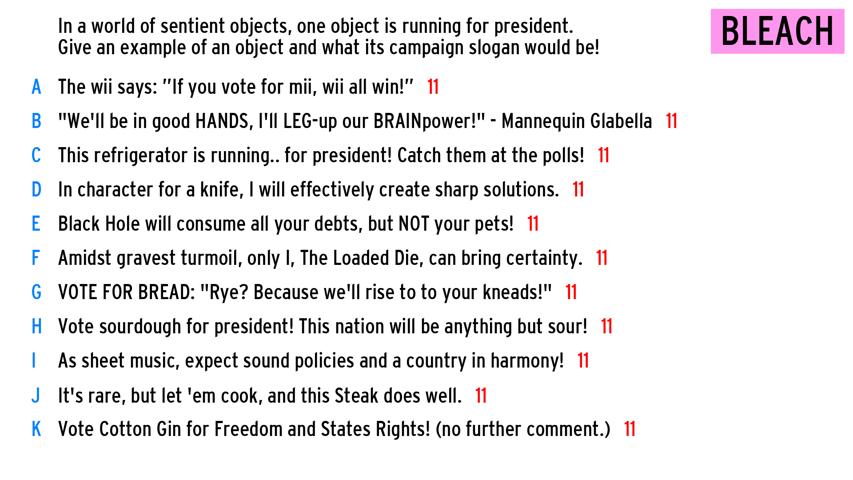 In a world of sentient objects, one object is running for president.
Give an example of an object and what its campaign slogan would be!
BLEACH
A The wii says: "If you vote for mii, wii all win!" 11
B "We'll be in good HANDS, I'll LEG-up our BRAINpower!" - Mannequin Glabella 11
C This refrigerator is running.. for president! Catch them at the polls! 11
D In character for a knife, I will effectively create sharp solutions. 11
E Black Hole will consume all your debts, but NOT your pets! 11
F Amidst gravest turmoil, only I, The Loaded Die, can bring certainty. 11
G VOTE FOR BREAD: "Rye? Because we'll rise to to your kneads!" 11
H Vote sourdough for president! This nation will be anything but sour! 11
I As sheet music, expect sound policies and a country in harmony! 11
J It's rare, but let 'em cook, and this Steak does well. 11
K Vote Cotton Gin for Freedom and States Rights! (no further comment.) 11